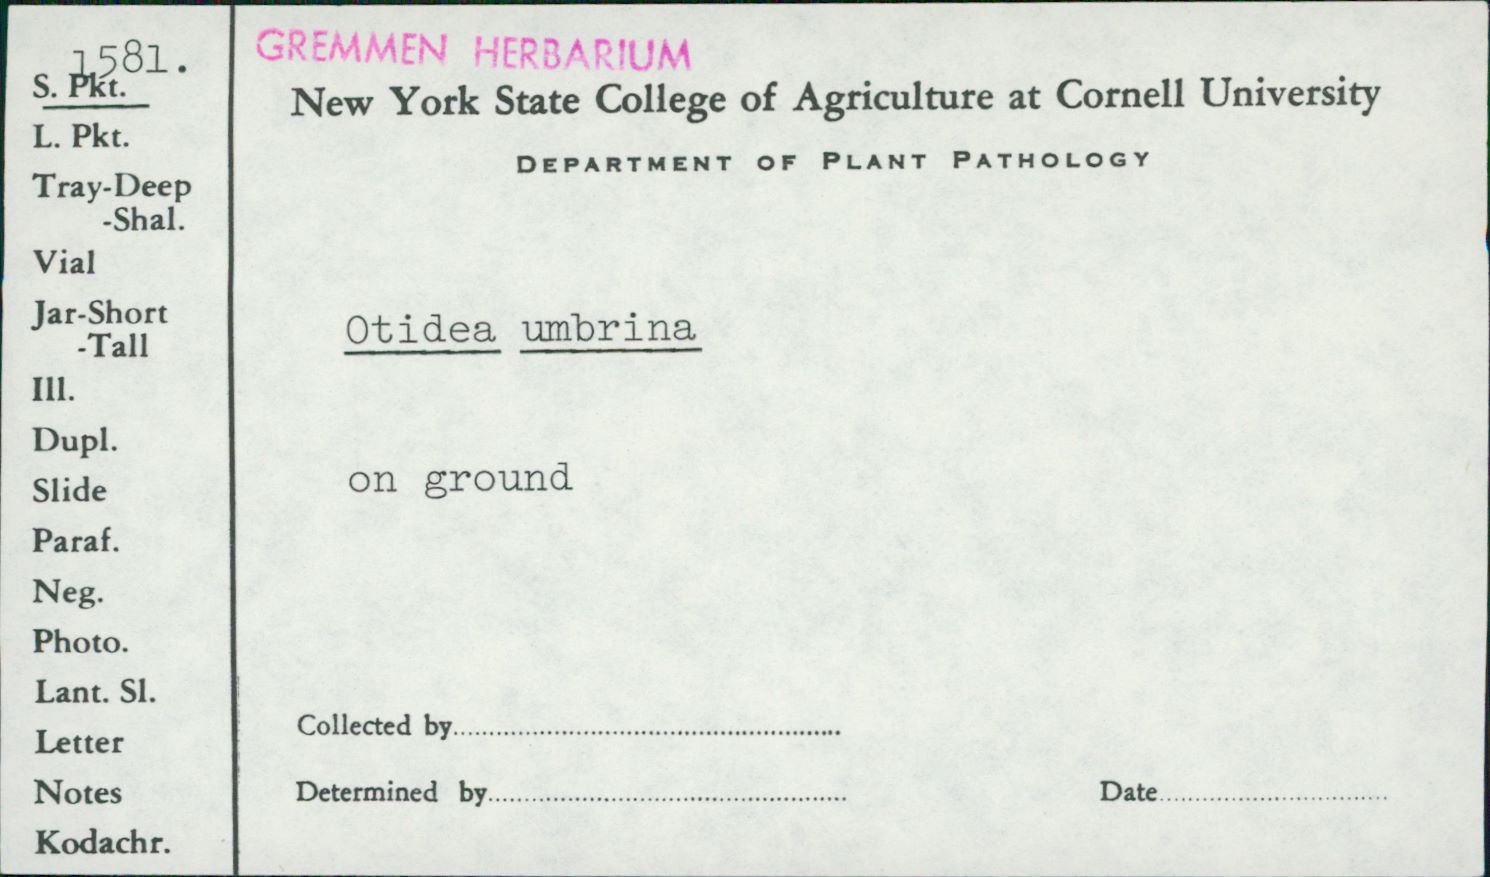 1581.
S. Pkt.
L. Pkt.
Tray-Deep
-Shal.
Vial
Jar-Short
-Tall
Ill.
Dupl.
Slide
Paraf.
Neg.
Photo.
Lant. Sl.
Letter
Notes
Kodachr.
GREMMEN HERBARIUM
New York State College of Agriculture at Cornell University
DEPARTMENT OF PLANT PATHOLOGY
Otidea umbrina
on ground
Collected by
Determined by
Date